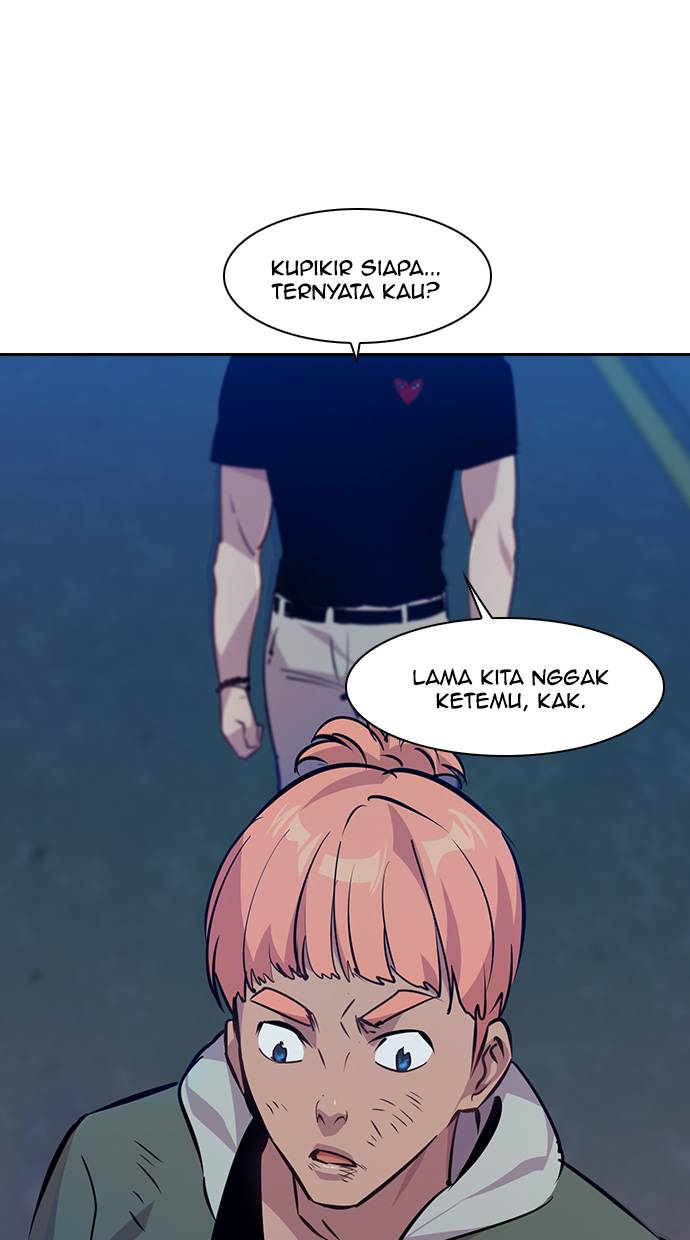 KUPIKIR SIAPA...
TERNYATA KAU?
LAMA KITA NGGAK
KETEMU, KAK.